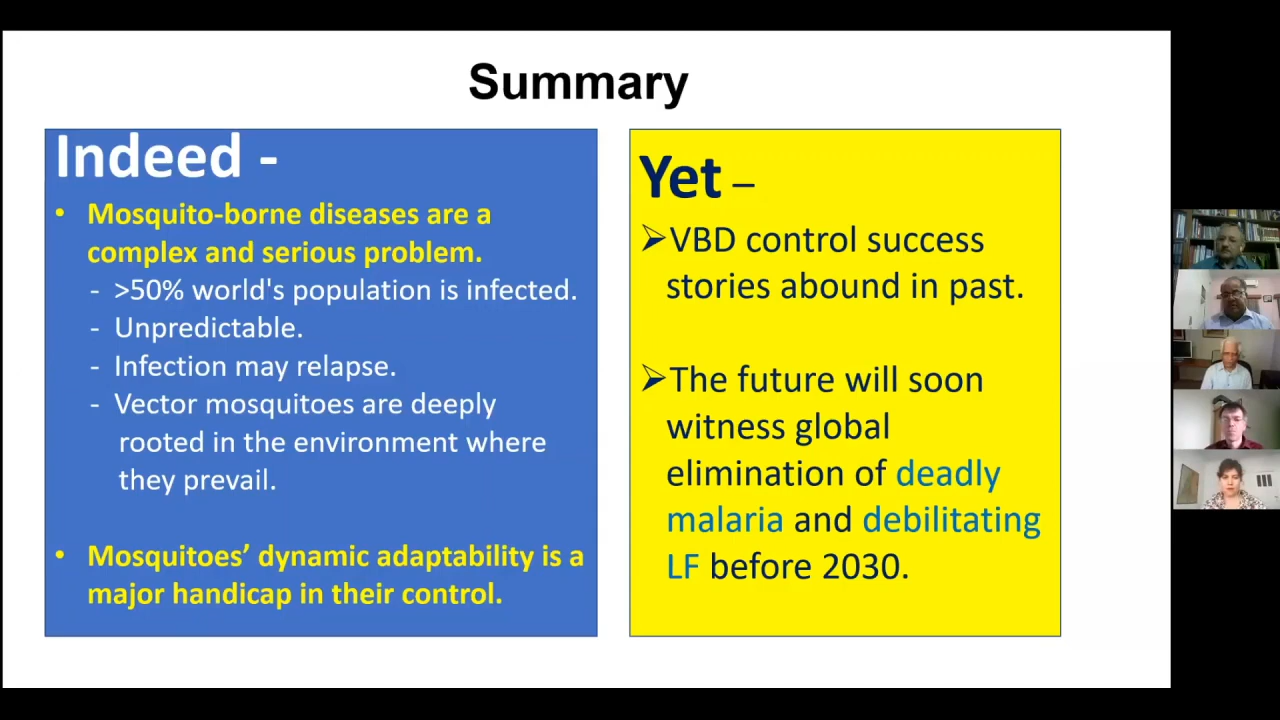 Summary
Indeed -
• Mosquito-borne diseases are a
complex and serious problem.
- >50% world's population is infected.
- Unpredictable.
- Infection may relapse.
- Vector mosquitoes are deeply
rooted in the environment where
they prevail.
• Mosquitoes’ dynamic adaptability is a
major handicap in their control.
Yet –
➢VBD control success
stories abound in past.
➢The future will soon
witness global
elimination of deadly
malaria and debilitating
LF before 2030.